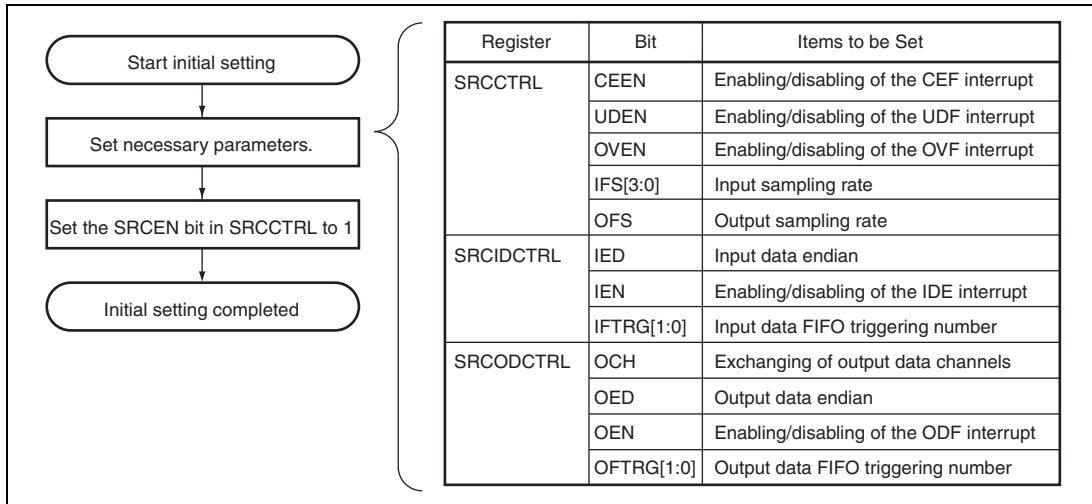 Start initial setting
Set necessary parameters.
Set the SRCEN bit in SRCCTRL to 1
Initial setting completed
Register Bit Items to be Set
SRCCTRL CEEN Enabling/disabling of the CEF interrupt
UDEN Enabling/disabling of the UDF interrupt
OVEN Enabling/disabling of the OVF interrupt
IFS[3:0] Input sampling rate
OFS Output sampling rate
SRCIDCTRL IED Input data endian
IEN Enabling/disabling of the IDE interrupt
IFTRG[1:0] Input data FIFO triggering number
SRCODCTRL OCH Exchanging of output data channels
OED Output data endian
OEN Enabling/disabling of the ODF interrupt
OFTRG[1:0] Output data FIFO triggering number